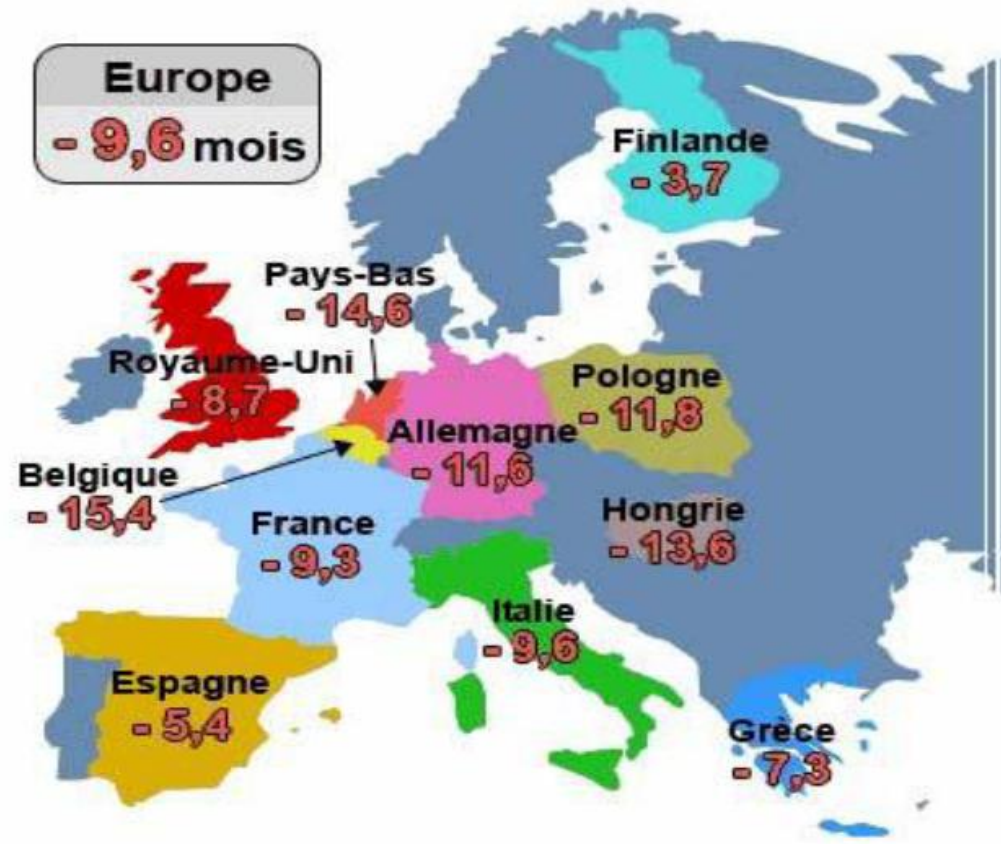 Europe
- 9,6 mois
Finlande
- 3,7
Pays-Bas
- 14,6
Royaume-Uni
- 8,7
Pologne
- 11,8
Allemagne
- 11,6
Belgique
- 15,4
France
- 9,3
Hongrie
- 13,6
Italie
- 9,6
Espagne
- 5,4
Grèce
- 7,3